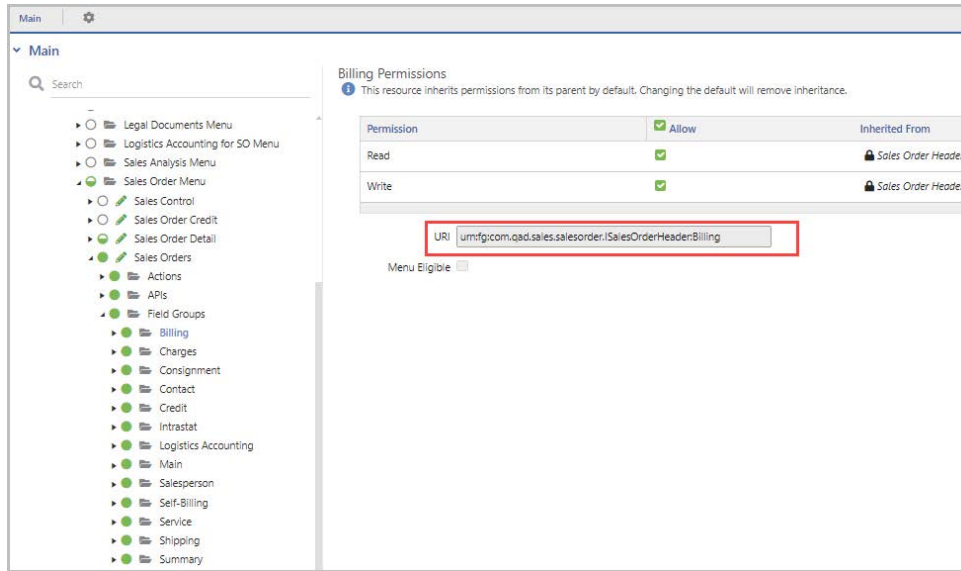 Main
Main
Search
Legal Documents Menu
Logistics Accounting for SO Menu
Sales Analysis Menu
Sales Order Menu
Sales Control
Sales Order Credit
Sales Order Detail
Sales Orders
Actions
APIs
Field Groups
Billing
Charges
Consignment
Contact
Credit
Intrastat
Logistics Accounting
Main
Salesperson
Self-Billing
Service
Shipping
Summary
Billing Permissions
This resource inherits permissions from its parent by default. Changing the default will remove inheritance.
Permission Allow Inherited From
Read Sales Order Header
Write Sales Order Header
URI urn:fg:com.qad.sales.salesorder.ISalesOrderHeader:Billing
Menu Eligible